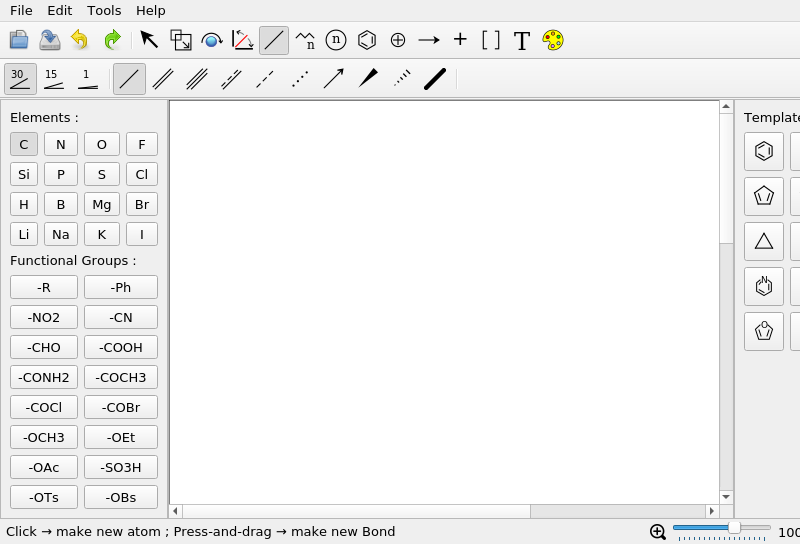 File Edit Tools Help
n n T
30 15 1
Elements :
C N O F
Si P S Cl
H B Mg Br
Li Na K I
Functional Groups :
-R -Ph
-NO2 -CN
-CHO -COOH
-CONH2 -COCH3
-COCl -COBr
-OCH3 -OEt
-OAc -SO3H
-OTs -OBs
Template
N
O
Click → make new atom ; Press-and-drag → make new Bond
100